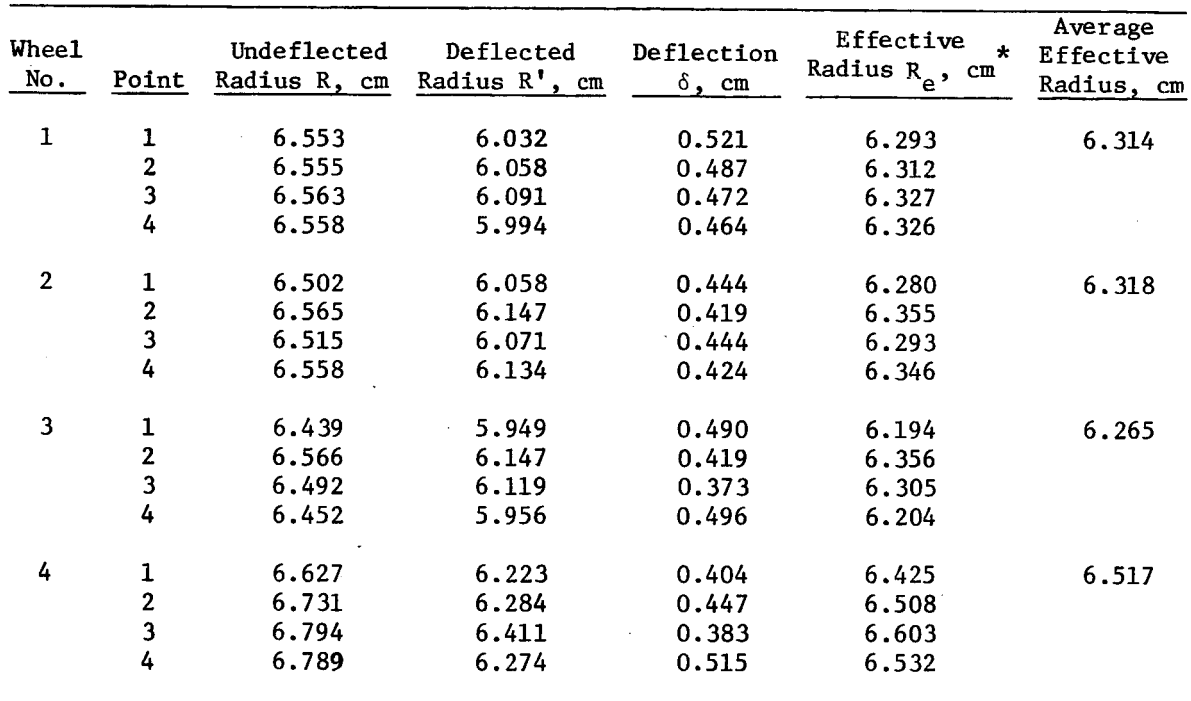 Average
Wheel Undeflected Deflected Deflection Effective * Effective
No. Point Radius R, cm Radius R', cm δ, cm Radius Re, cm Radius, cm
1 1 6.553 6.032 0.521 6.293 6.314
2 6.555 6.058 0.487 6.312
3 6.563 6.091 0.472 6.327
4 6.558 5.994 0.464 6.326
2 1 6.502 6.058 0.444 6.280 6.318
2 6.565 6.147 0.419 6.355
3 6.515 6.071 0.444 6.293
4 6.558 6.134 0.424 6.346
3 1 6.439 5.949 0.490 6.194 6.265
2 6.566 6.147 0.419 6.356
3 6.492 6.119 0.373 6.305
4 6.452 5.956 0.496 6.204
4 1 6.627 6.223 0.404 6.425 6.517
2 6.731 6.284 0.447 6.508
3 6.794 6.411 0.383 6.603
4 6.789 6.274 0.515 6.532